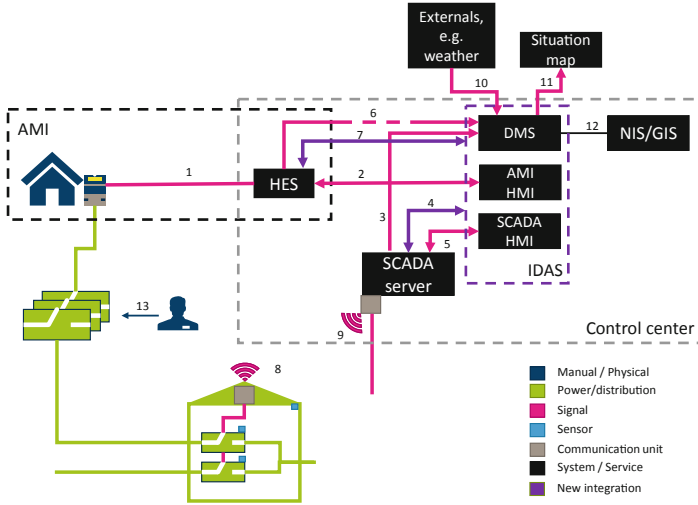 Externals,
e.g.
weather
Situation
map
10
11
6
AMI
7
DMS
12
NIS/GIS
1
HES
2
AMI
HMI
3
4
SCADA
HMI
5
SCADA
server
IDAS
13
9
Control center
8
Manual / Physical
Power/distribution
Signal
Sensor
Communication unit
System / Service
New integration